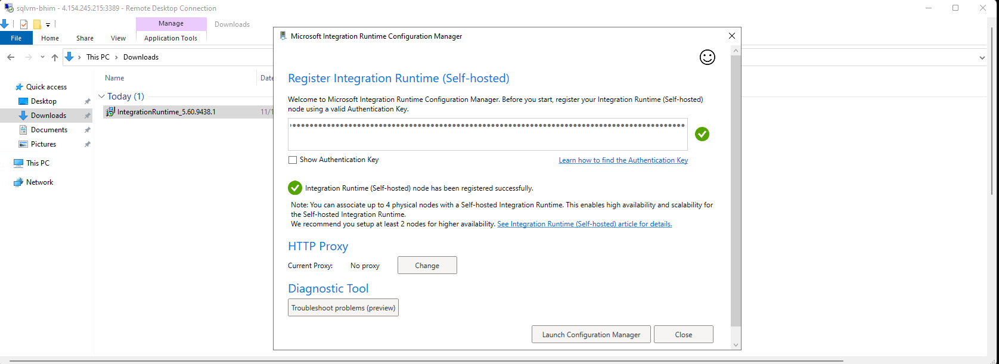 sqlvm-bhim - 4.154.245.215:3389 - Remote Desktop Connection
Manage
Downloads
File
Home
Share
View
Application Tools
This PC
Downloads
Quick access
Desktop
Downloads
Documents
Pictures
This PC
Network
Name
Date
Today (1)
IntegrationRuntime_5.60.9438.1
11/1
Microsoft Integration Runtime Configuration Manager
Register Integration Runtime (Self-hosted)
Welcome to Microsoft Integration Runtime Configuration Manager. Before you start, register your Integration Runtime (Self-hosted)
node using a valid Authentication Key.
Show Authentication Key
Learn how to find the Authentication Key
Integration Runtime (Self-hosted) node has been registered successfully.
Note: You can associate up to 4 physical nodes with a Self-hosted Integration Runtime. This enables high availability and scalability for
the Self-hosted Integration Runtime.
We recommend you setup at least 2 nodes for higher availability. See Integration Runtime (Self-hosted) article for details.
HTTP Proxy
Current Proxy:
No proxy
Change
Diagnostic Tool
Troubleshoot problems (preview)
Launch Configuration Manager
Close